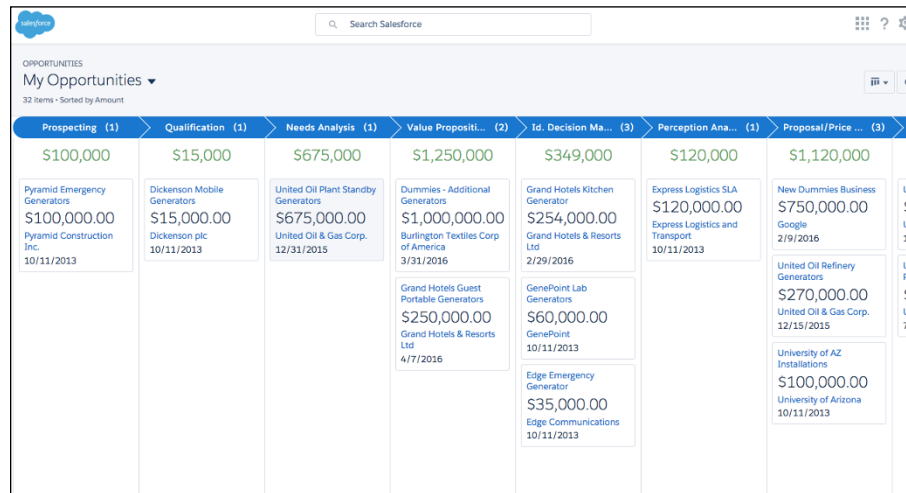 salesforce
Search Salesforce
?
OPPORTUNITIES
My Opportunities
32 items • Sorted by Amount
Prospecting (1)
Qualification (1)
Needs Analysis (1)
Value Propositi... (2)
Id. Decision Ma... (3)
Perception Ana... (1)
Proposal/Price ... (3)
$100,000
$15,000
$675,000
$1,250,000
$349,000
$120,000
$1,120,000
Pyramid Emergency
Generators
$100,000.00
Pyramid Construction
Inc.
10/11/2013
Dickenson Mobile
Generators
$15,000.00
Dickenson plc
10/11/2013
United Oil Plant Standby
Generators
$675,000.00
United Oil & Gas Corp.
12/31/2015
Dummies - Additional
Generators
$1,000,000.00
Burlington Textiles Corp
of America
3/31/2016
Grand Hotels Guest
Portable Generators
$250,000.00
Grand Hotels & Resorts
Ltd
4/7/2016
Grand Hotels Kitchen
Generator
$254,000.00
Grand Hotels & Resorts
Ltd
2/29/2016
GenePoint Lab
Generators
$60,000.00
GenePoint
10/11/2013
Edge Emergency
Generator
$35,000.00
Edge Communications
10/11/2013
Express Logistics SLA
$120,000.00
Express Logistics and
Transport
10/11/2013
New Dummies Business
$750,000.00
Google
2/9/2016
United Oil Refinery
Generators
$270,000.00
United Oil & Gas Corp.
12/15/2015
University of AZ
Installations
$100,000.00
University of Arizona
10/11/2013